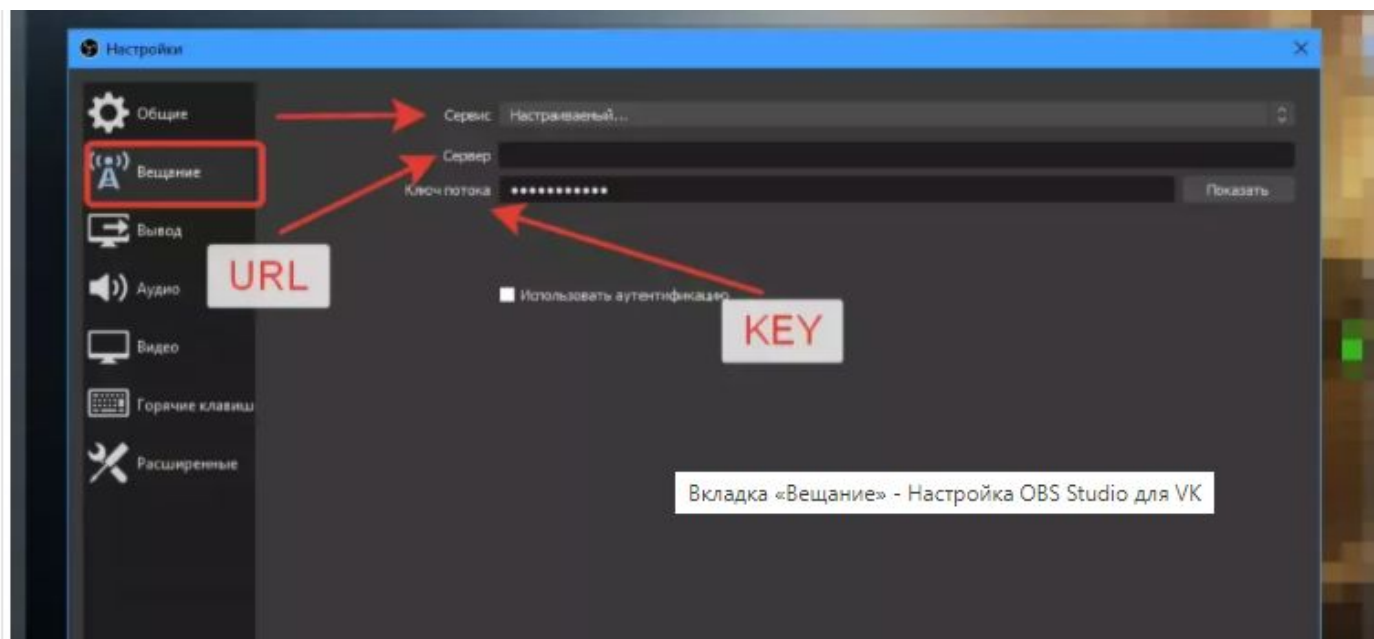 Настройки
Общие
Сервис Настраиваемый...
Сервер
Вещание
Ключ потока ●●●●●●●●●●● Показать
Вывод
URL
Аудио
Использовать аутентификацию
KEY
Видео
Горячие клавиш
Расширенные
Вкладка «Вещание» - Настройка OBS Studio для VK